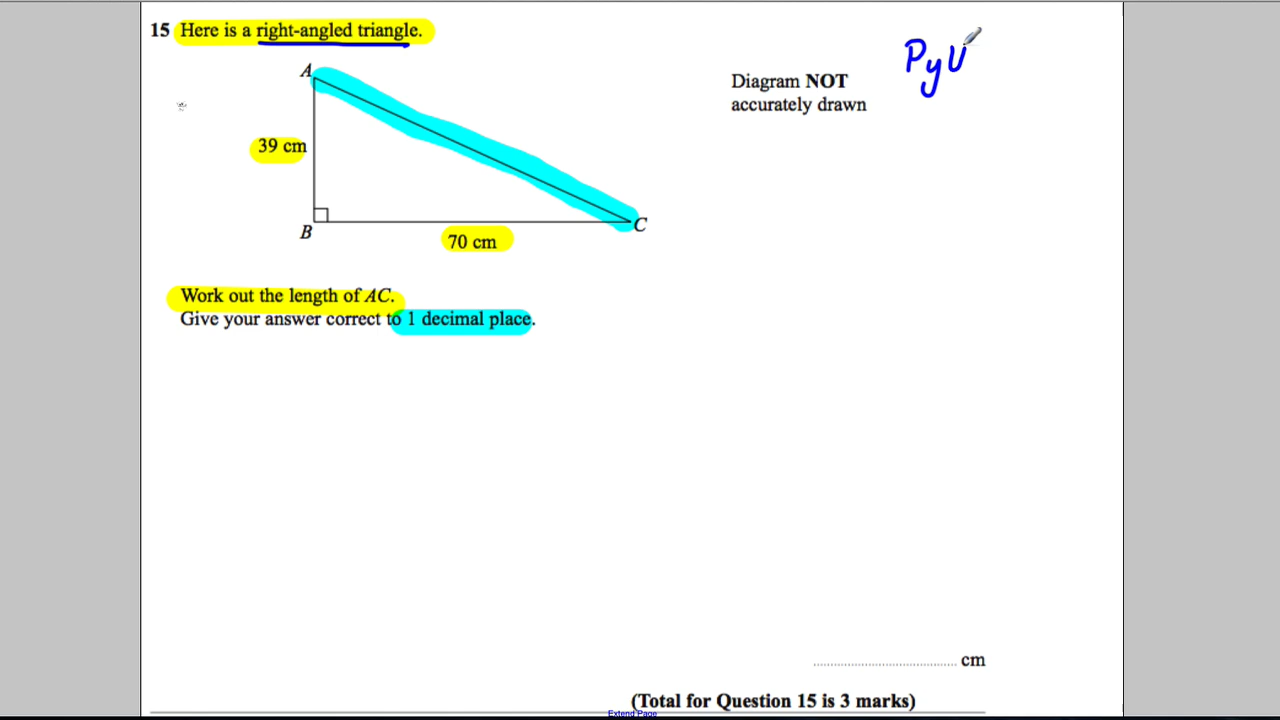 15 Here is a right-angled triangle.
A
Diagram NOT
accurately drawn
39 cm
B
C
70 cm
Work out the length of AC.
Give your answer correct to 1 decimal place.
cm
(Total for Question 15 is 3 marks)
Extend Page